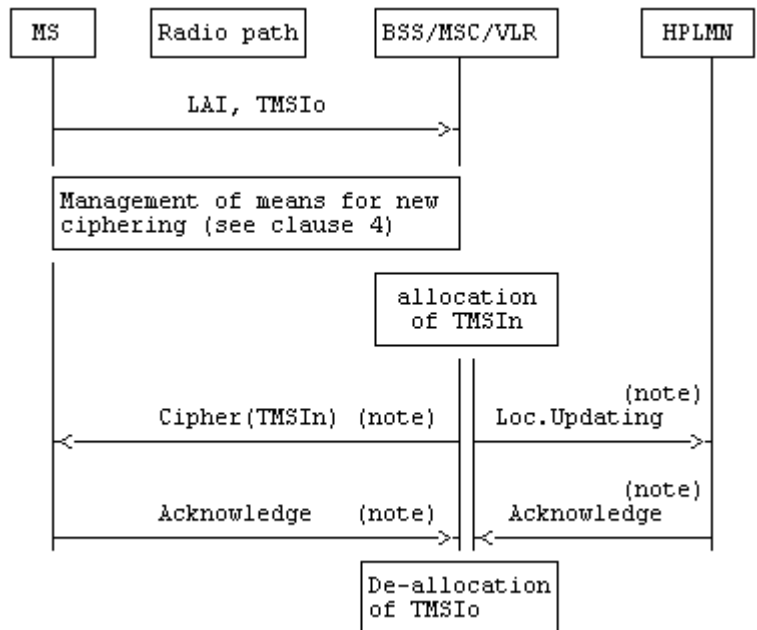 MS
Radio path
BSS/MSC/VLR
HPLMN
LAI, TMSIo
Management of means for new
ciphering (see clause 4)
allocation
of TMSIn
(note)
Cipher(TMSIn) (note) Loc.Updating
(note)
Acknowledge (note) Acknowledge
De-allocation
of TMSIo